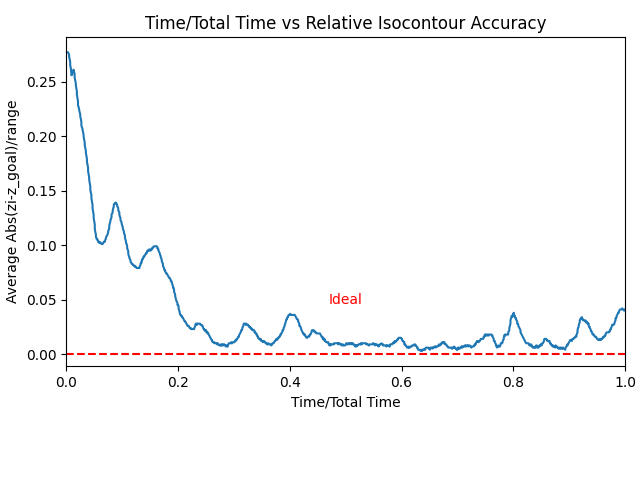 Time/Total Time vs Relative Isocontour Accuracy
Average Abs(zi-z_goal)/range
0.25
0.20
0.15
0.10
0.05
0.00
Ideal
0.0 0.2 0.4 0.6 0.8 1.0
Time/Total Time